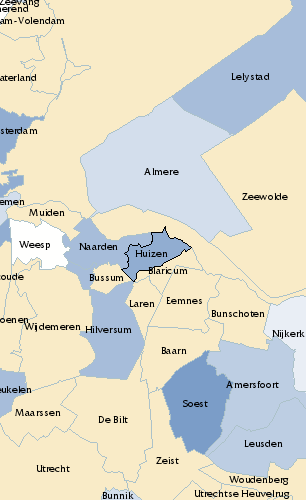 Zeevang
nerend
am-Volendam
aterland
Lelystad
sterdam
Almere
Zeewolde
emen
Muiden
Weesp
Naarden
Huizen
Blaricum
Bussum
oude
Laren
Eemnes
Bunschoten
oenen
Wijdemeren
Hilversum
Nijkerk
Baarn
eukelen
Amersfoort
Maarssen
De Bilt
Soest
Leusden
Zeist
Utrecht
Woudenberg
Bunnik
Utrechtse Heuvelrug